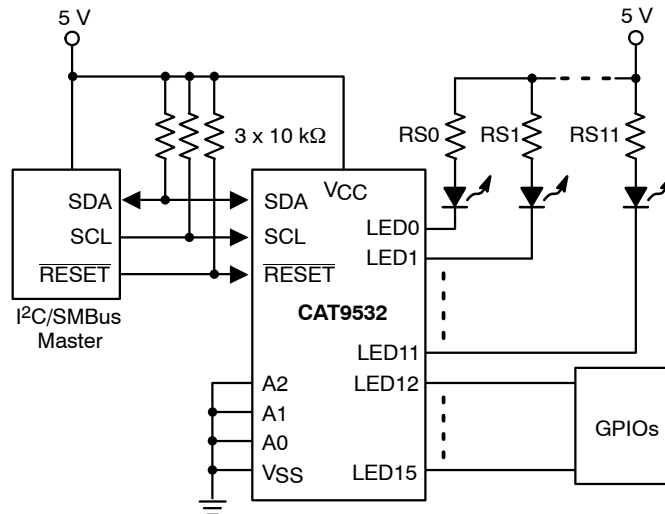 5 V
5 V
3 x 10 kΩ
RS0
RS1
RS11
VCC
SDA
SCL
RESET
SDA
SCL
RESET
CAT9532
I²C/SMBus
Master
LED0
LED1
LED11
LED12
LED15
A2
A1
A0
VSS
GPIOs